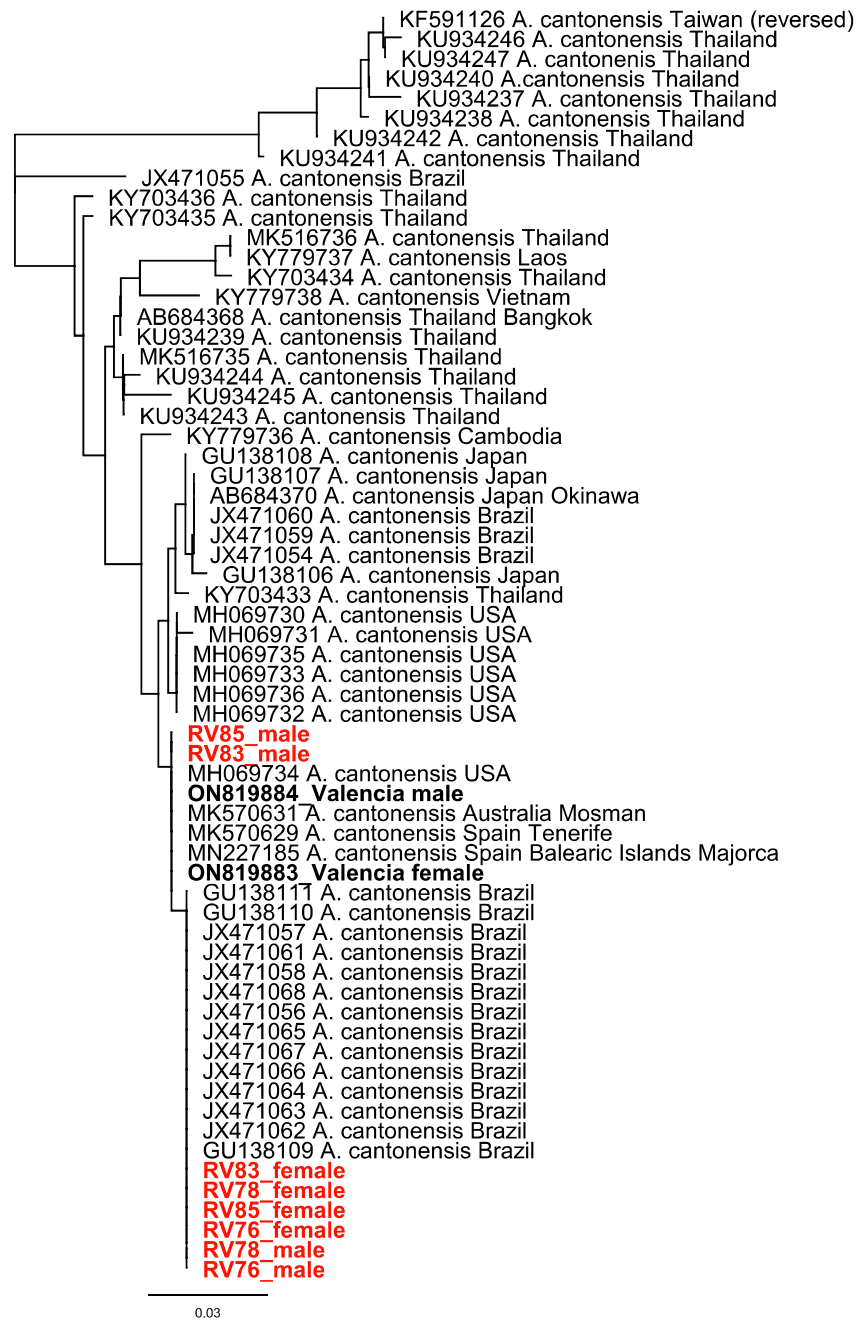 KF591126 A. cantonensis Taiwan (reversed)
KU934246 A. cantonensis Thailand
KU934247 A. cantonenis Thailand
KU934240 A.cantonensis Thailand
KU934237 A. cantonensis Thailand
KU934238 A. cantonensis Thailand
KU934242 A. cantonensis Thailand
KU934241 A. cantonensis Thailand
JX471055 A. cantonensis Brazil
KY703436 A. cantonensis Thailand
KY703435 A. cantonensis Thailand
MK516736 A. cantonensis Thailand
KY779737 A. cantonensis Laos
KY703434 A. cantonensis Thailand
KY779738 A. cantonensis Vietnam
AB684368 A. cantonensis Thailand Bangkok
KU934239 A. cantonensis Thailand
MK516735 A. cantonensis Thailand
KU934244 A. cantonensis Thailand
KU934245 A. cantonensis Thailand
KU934243 A. cantonensis Thailand
KY779736 A. cantonensis Cambodia
GU138108 A. cantonenis Japan
GU138107 A. cantonensis Japan
AB684370 A. cantonensis Japan Okinawa
JX471060 A. cantonensis Brazil
JX471059 A. cantonensis Brazil
JX471054 A. cantonensis Brazil
GU138106 A. cantonensis Japan
KY703433 A. cantonensis Thailand
MH069730 A. cantonensis USA
MH069731 A. cantonensis USA
MH069735 A. cantonensis USA
MH069733 A. cantonensis USA
MH069736 A. cantonensis USA
MH069732 A. cantonensis USA
RV85_male
RV83_male
MH069734 A. cantonensis USA
ON819884_Valencia male
MK570631 A. cantonensis Australia Mosman
MK570629 A. cantonensis Spain Tenerife
MN227185 A. cantonensis Spain Balearic Islands Majorca
ON819883_Valencia female
GU138111 A. cantonensis Brazil
GU138110 A. cantonensis Brazil
JX471057 A. cantonensis Brazil
JX471061 A. cantonensis Brazil
JX471058 A. cantonensis Brazil
JX471068 A. cantonensis Brazil
JX471056 A. cantonensis Brazil
JX471065 A. cantonensis Brazil
JX471067 A. cantonensis Brazil
JX471066 A. cantonensis Brazil
JX471064 A. cantonensis Brazil
JX471063 A. cantonensis Brazil
JX471062 A. cantonensis Brazil
GU138109 A. cantonensis Brazil
RV83_female
RV78_female
RV85_female
RV76_female
RV78_male
RV76_male
0.03